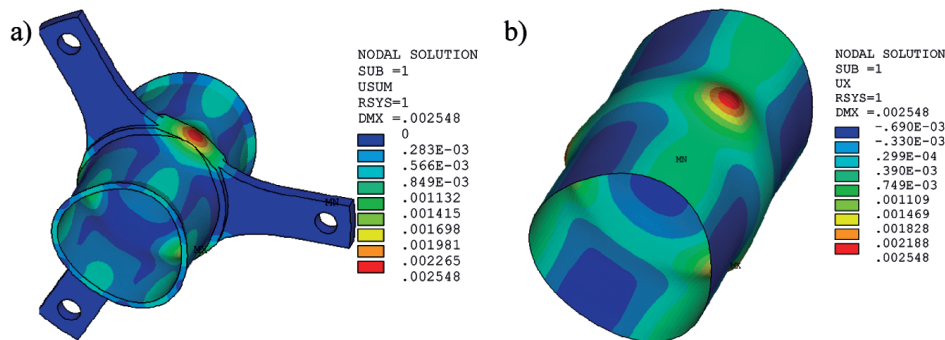 a)
NODAL SOLUTION
SUB =1
USUM
RSYS=1
DMX =.002548
0
.283E-03
.566E-03
.849E-03
.001132
.001415
.001698
.001981
.002265
.002548
MN
MX
b)
NODAL SOLUTION
SUB =1
UX
RSYS=1
DMX =.002548
-.690E-03
-.330E-03
.299E-04
.390E-03
.749E-03
.001109
.001469
.001828
.002188
.002548
MN
MX